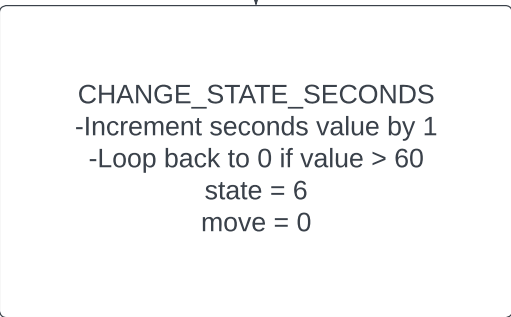 CHANGE_STATE_SECONDS
-Increment seconds value by 1
-Loop back to 0 if value > 60
state = 6
move = 0